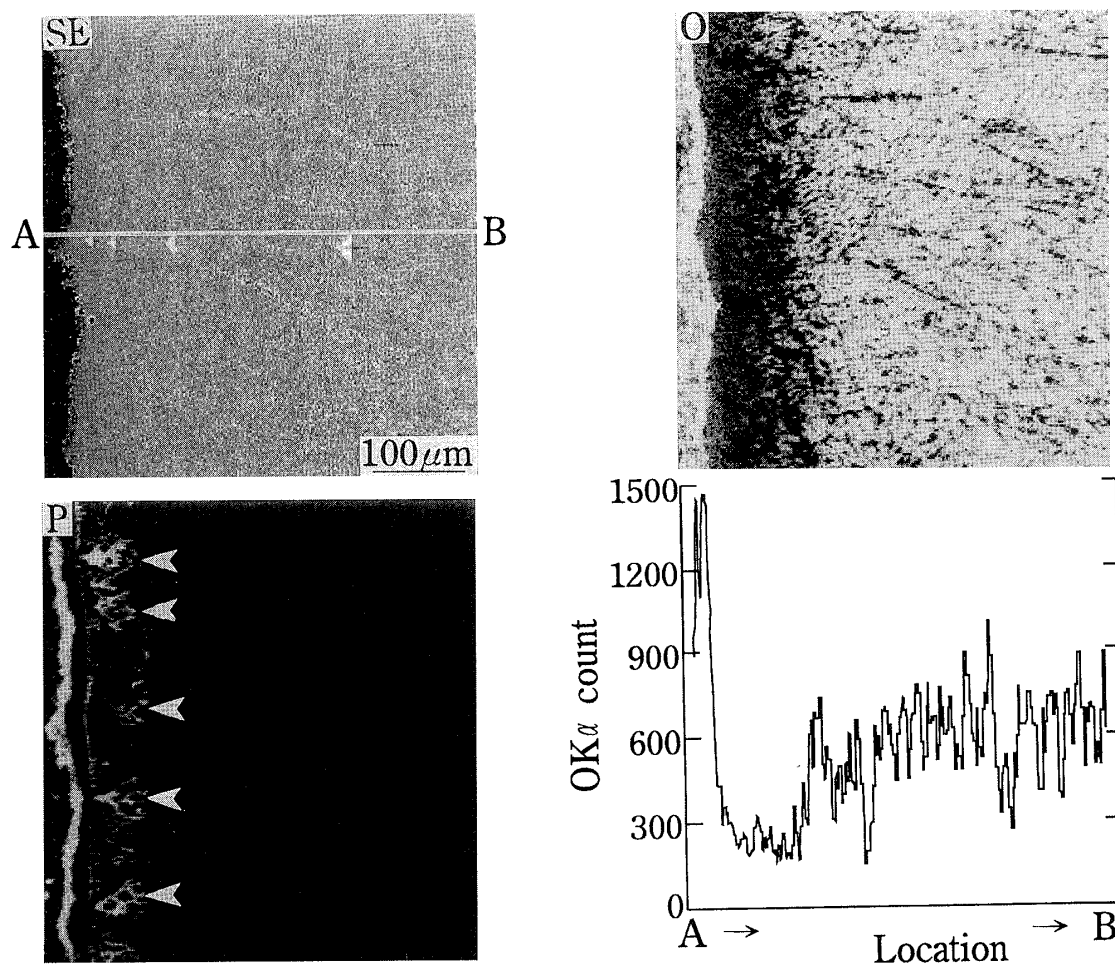 SE
A
B
100μm
O
P
1500
1200
900
600
300
0
OKα count
A → → B
Location